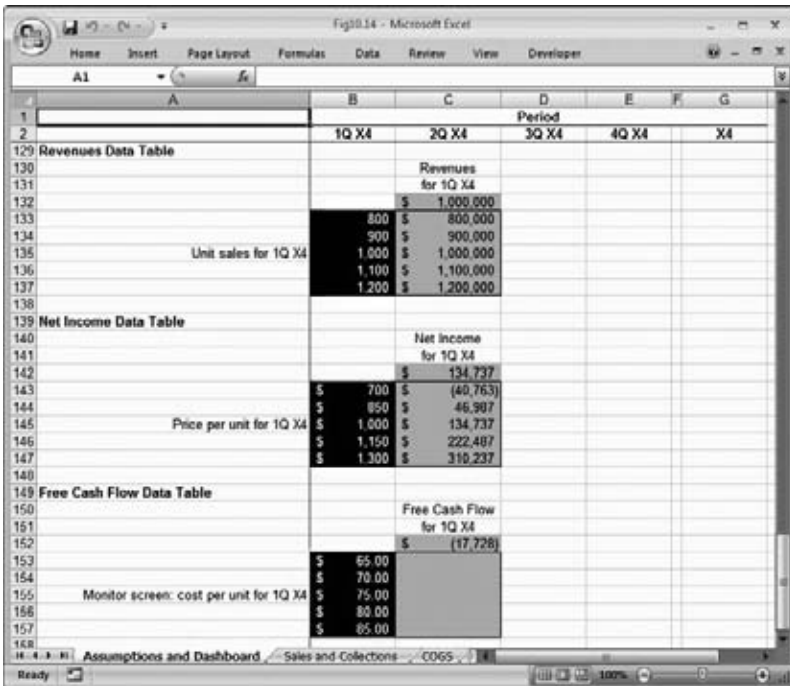 Fig10.14 - Microsoft Excel
Home Insert Page Layout Formulas Data Review View Developer
A1 fx
A B C D E F G
1 Period
2 1Q X4 2Q X4 3Q X4 4Q X4 X4
129 Revenues Data Table
130 Revenues
131 for 1Q X4
132 $ 1,000,000
133 800 $ 800,000
134 900 $ 900,000
135 Unit sales for 1Q X4 1,000 $ 1,000,000
136 1,100 $ 1,100,000
137 1,200 $ 1,200,000
138
139 Net Income Data Table
140 Net Income
141 for 1Q X4
142 $ 134,737
143 $ 700 $ (40,763)
144 $ 850 $ 46,987
145 Price per unit for 1Q X4 $ 1,000 $ 134,737
146 $ 1,150 $ 222,487
147 $ 1,300 $ 310,237
148
149 Free Cash Flow Data Table
150 Free Cash Flow
151 for 1Q X4
152 $ (17,728)
153 $ 65.00
154 $ 70.00
155 Monitor screen: cost per unit for 1Q X4 $ 75.00
156 $ 80.00
157 $ 85.00
158
Assumptions and Dashboard Sales and Collections COGS
Ready 100%